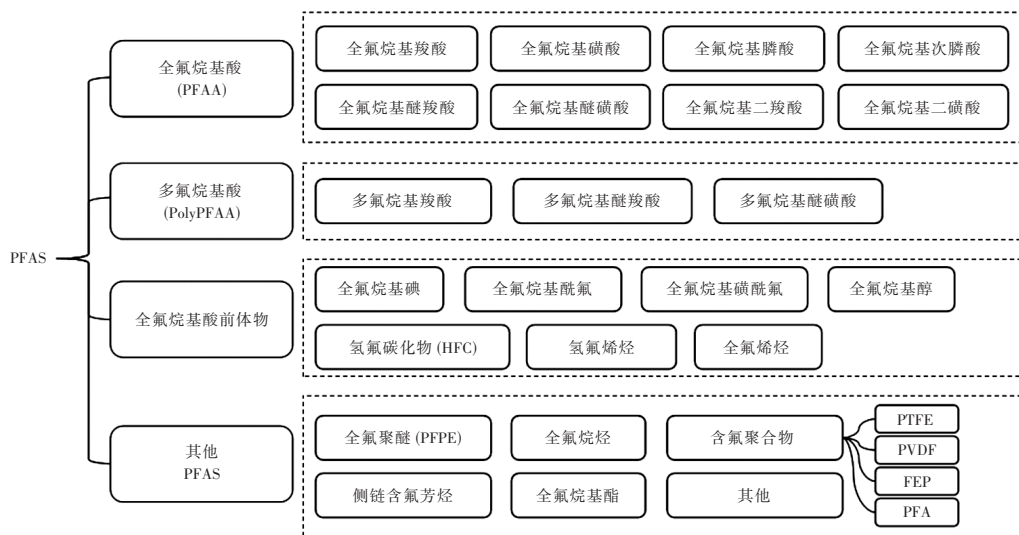 PFAS
全氟烷基酸
(PFAA)
全氟烷基羧酸
全氟烷基磺酸
全氟烷基膦酸
全氟烷基次膦酸
全氟烷基醚羧酸
全氟烷基醚磺酸
全氟烷基二羧酸
全氟烷基二磺酸
多氟烷基酸
(PolyPFAA)
多氟烷基羧酸
多氟烷基醚羧酸
多氟烷基醚磺酸
全氟烷基酸前体物
全氟烷基碘
全氟烷基酰氟
全氟烷基磺酰氟
全氟烷基醇
氢氟碳化物 (HFC)
氢氟烯烃
全氟烯烃
其他
PFAS
全氟聚醚 (PFPE)
全氟烷烃
含氟聚合物
PTFE
PVDF
FEP
PFA
侧链含氟芳烃
全氟烷基酯
其他